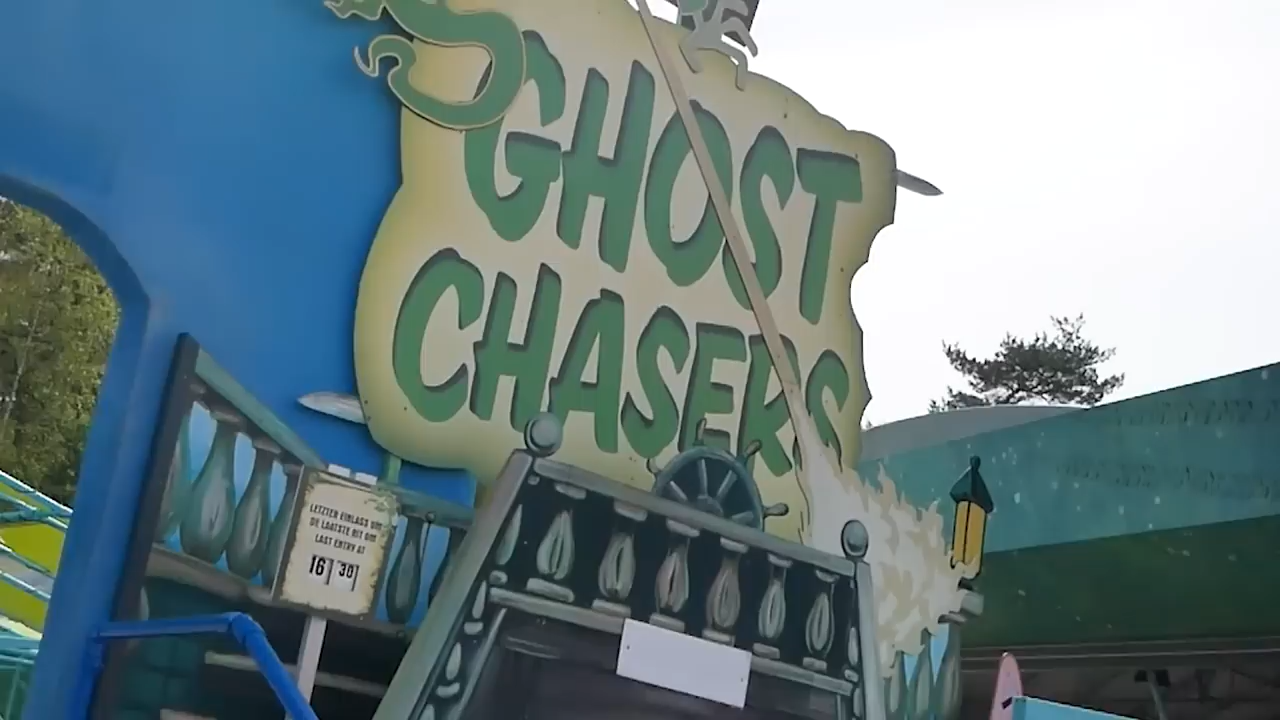 GHOST
CHASERS
LETZTER EINLASS UM
DE LAATSTE RIT OM
LAST ENTRY AT
16 30